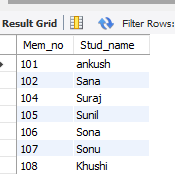 Result Grid Filter Rows:
Mem_no Stud_name
101 ankush
102 Sana
104 Suraj
105 Sunil
106 Sona
107 Sonu
108 Khushi